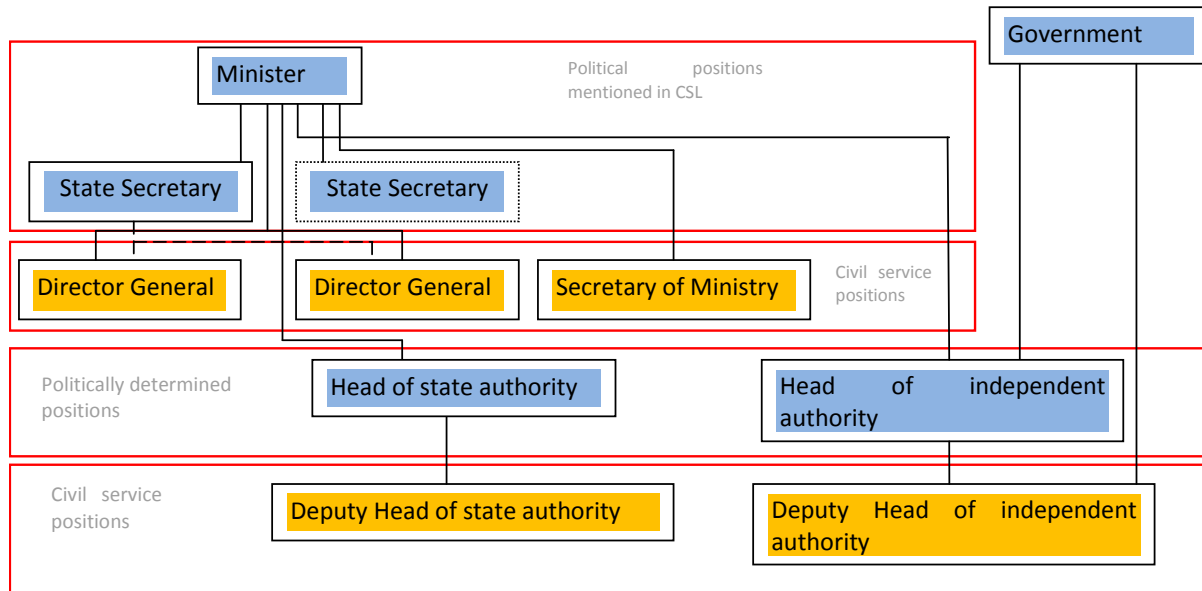 Government
Minister
Political positions
mentioned in CSL
State Secretary
State Secretary
Director General
Director General
Secretary of Ministry
Civil service
positions
Politically determined
positions
Head of state authority
Head of independent
authority
Civil service
positions
Deputy Head of state authority
Deputy Head of independent
authority